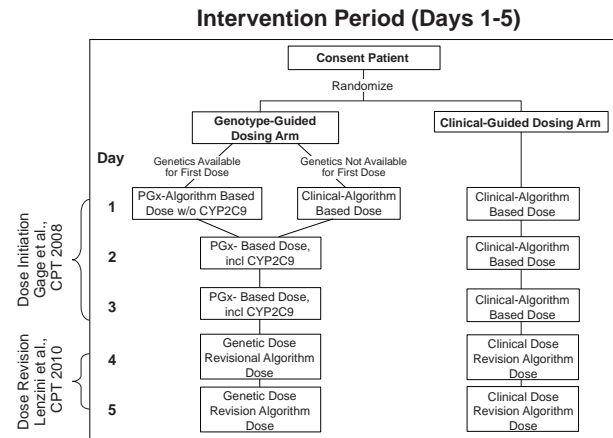 Intervention Period (Days 1-5)
Consent Patient
Randomize
Genotype-Guided
Dosing Arm
Clinical-Guided Dosing Arm
Day
Genetics Available
for First Dose
Genetics Not Available
for First Dose
Dose Initiation
Gage et al.,
CPT 2008
1
PGx-Algorithm Based
Dose w/o CYP2C9
Clinical-Algorithm
Based Dose
Clinical-Algorithm
Based Dose
2
PGx- Based Dose,
incl CYP2C9
Clinical-Algorithm
Based Dose
3
PGx- Based Dose,
incl CYP2C9
Clinical-Algorithm
Based Dose
Dose Revision
Lenzini et al.,
CPT 2010
4
Genetic Dose
Revisional Algorithm
Dose
Clinical Dose
Revision Algorithm
Dose
5
Genetic Dose
Revision Algorithm
Dose
Clinical Dose
Revision Algorithm
Dose